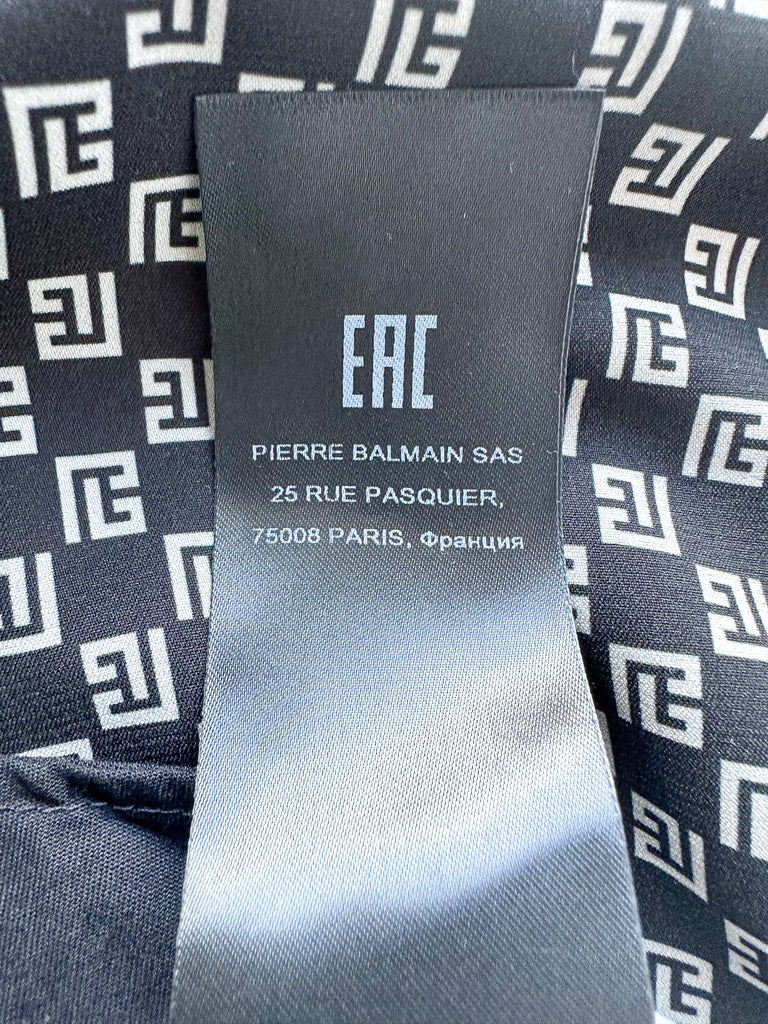 EAC
PIERRE BALMAIN SAS
25 RUE PASQUIER,
75008 PARIS, Франция